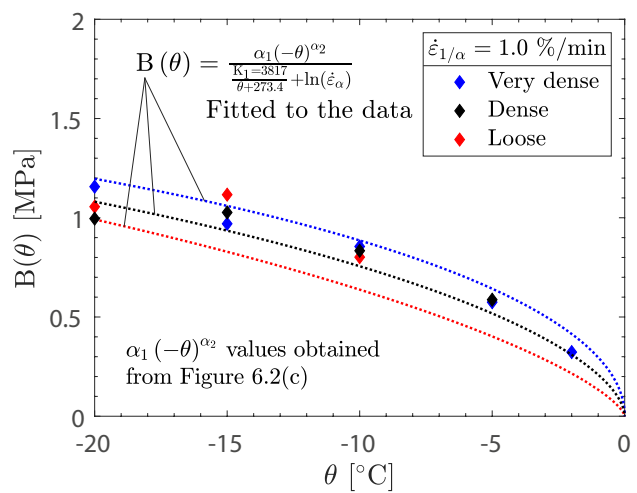 2
1.5
1
0.5
0
-20
-15
-10
-5
0
B(θ) [MPa]
θ [°C]
B (θ) = α₁(-θ)^α₂ / (K₁=3817 / θ+273.4 + ln(ε̇_α))
Fitted to the data
ε̇₁/α = 1.0 %/min
Very dense
Dense
Loose
α₁ (-θ)^α₂ values obtained
from Figure 6.2(c)